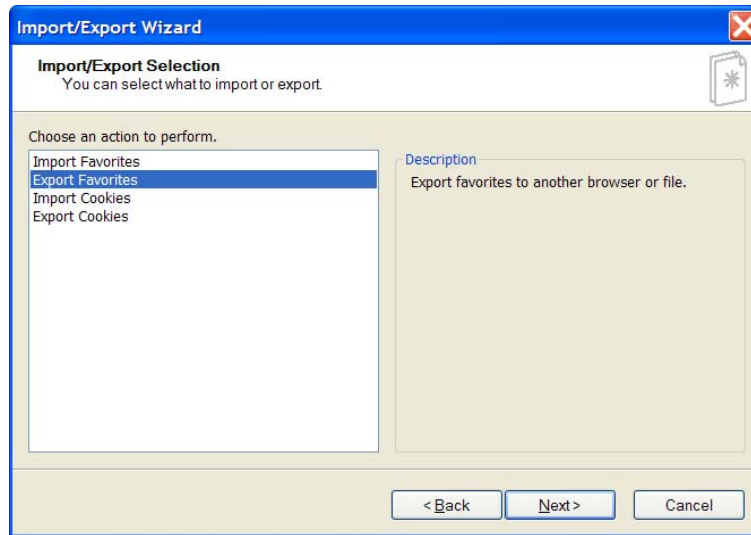 Import/Export Wizard
Import/Export Selection
You can select what to import or export.
Choose an action to perform.
Import Favorites
Export Favorites
Import Cookies
Export Cookies
Description
Export favorites to another browser or file.
< Back
Next >
Cancel